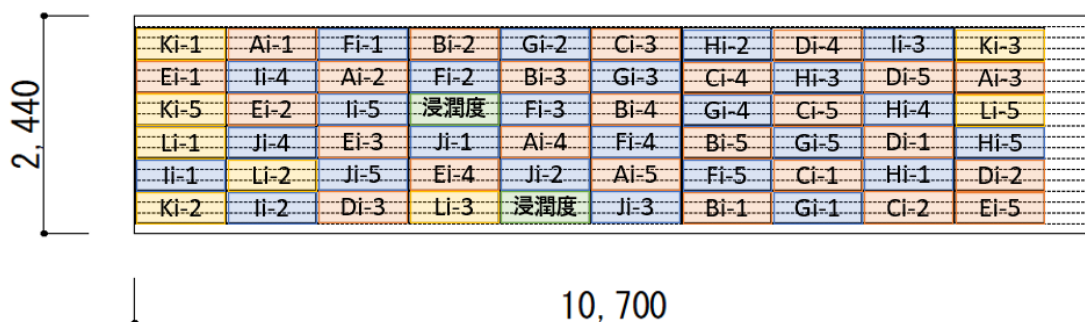 2,440
Ki-1 Ai-1 Fi-1 Bi-2 Gi-2 Ci-3 Hi-2 Di-4 Ii-3 Ki-3
Ei-1 Ii-4 Ai-2 Fi-2 Bi-3 Gi-3 Ci-4 Hi-3 Di-5 Ai-3
Ki-5 Ei-2 Ii-5 浸潤度 Fi-3 Bi-4 Gi-4 Ci-5 Hi-4 Li-5
Li-1 Ji-4 Ei-3 Ji-1 Ai-4 Fi-4 Bi-5 Gi-5 Di-1 Hi-5
Ii-1 Li-2 Ji-5 Ei-4 Ji-2 Ai-5 Fi-5 Ci-1 Hi-1 Di-2
Ki-2 Ii-2 Di-3 Li-3 浸潤度 Ji-3 Bi-1 Gi-1 Ci-2 Ei-5
10,700